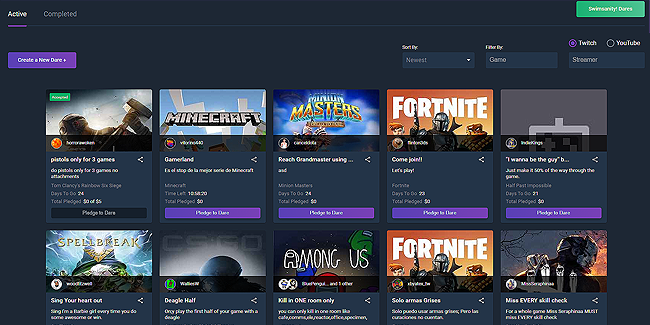 Active
Completed
Swimsanity! Dares
Twitch
YouTube
Create a New Dare +
Sort By:
Newest
Filter By:
Game
Streamer
Accepted
horrorawoken
pistols only for 3 games
do pistols only for 3 games no
attachments
Tom Clancy's Rainbow Six Siege
Days To Go 24
Total Pledged $0 of $5
Pledge to Dare
MINECRAFT
vitorino440
Gamerland
Es el stop de la mejor serie de Minecraft
Minecraft
Time Left 10:58:20
Total Pledged $0
Pledge to Dare
MINION
MASTERS
canceldola
Reach Grandmaster using ...
asd
Minion Masters
Days To Go 24
Total Pledged $0
Pledge to Dare
FORTNITE
flinton2ds
Come join!!
Let's play!
Fortnite
Days To Go 23
Total Pledged $0
Pledge to Dare
IndieKings
"I wanna be the guy" b...
Just make it 50% of the way through the
game.
Half Past Impossible
Days To Go 21
Total Pledged $0
Pledge to Dare
SPELLBREAK
woodlitzwell
Sing Your heart out
Sing I'm a Barbie girl every time you do
some awesome or win.
CS:GO
WalliesW
Deagle Half
Only play the first half of your game with a
deagle
AMONG US
BluePengui... and 1 other
Kill in ONE room only
you can only kill in one room like
cafe,comms,ele,reactor,office,specimen,
FORTNITE
xbyalex_fw
Solo armas Grises
Solo puedo usar armas grises; Pero las
curaciones no cuentan.
MissSeraphinaa
Miss EVERY skill check
For a whole game Miss Seraphinaa MUST
miss EVERY skill check